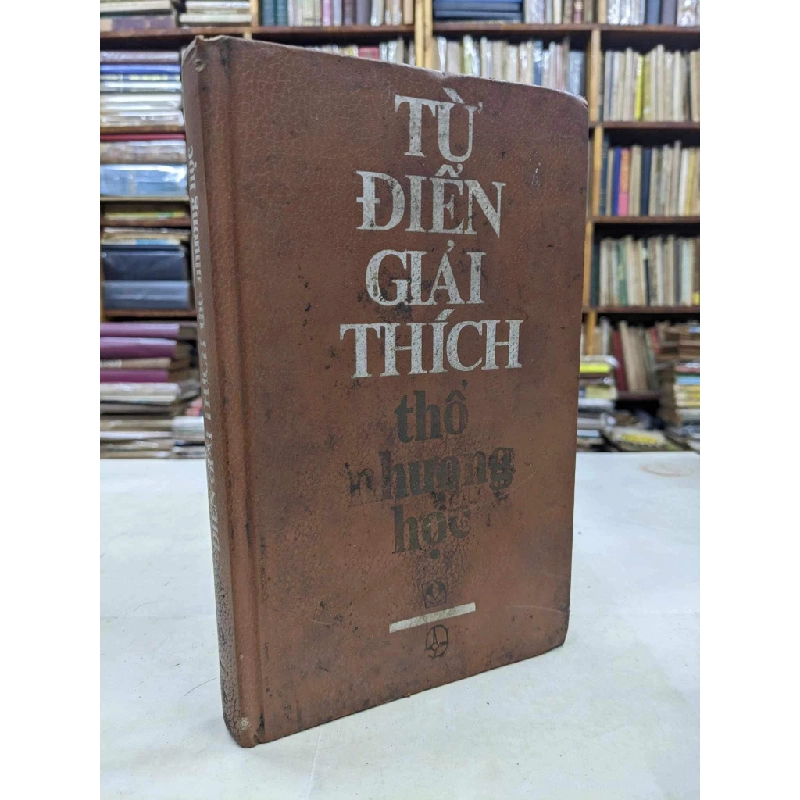 TỪ
ĐIỂN
GIẢI
THÍCH
thổ
nhưỡng
học